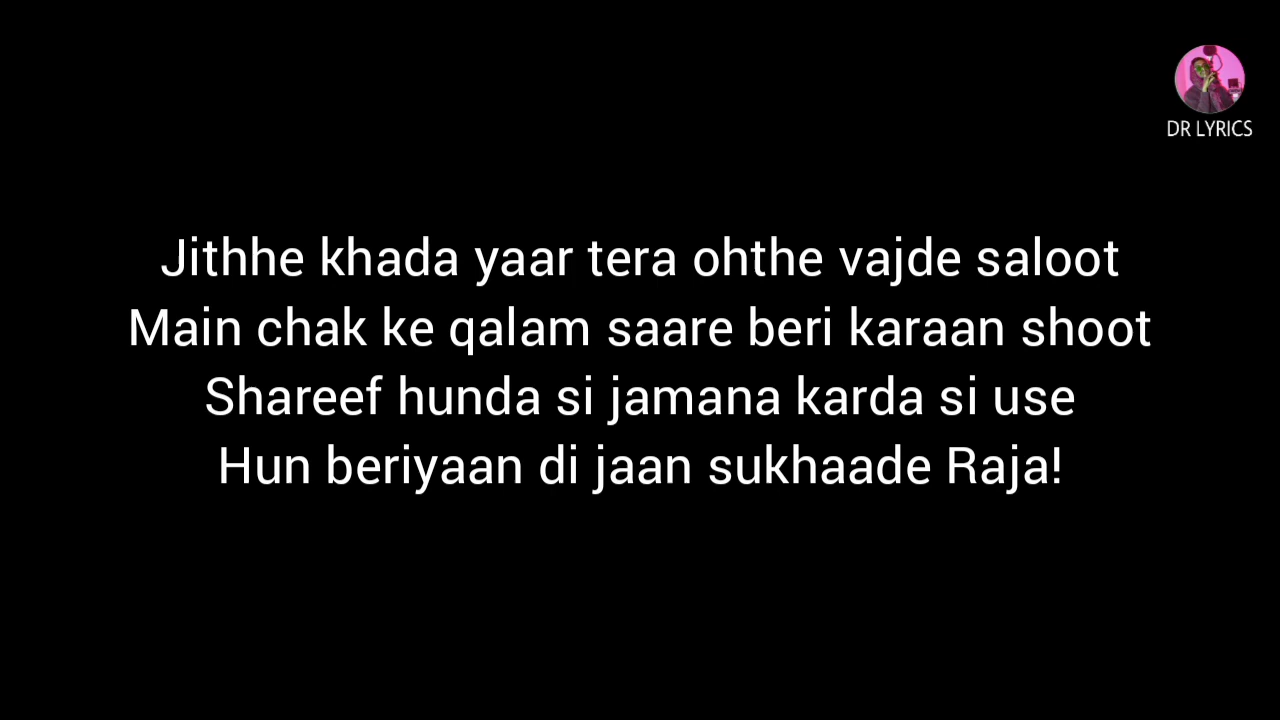 DR LYRICS
Jithhe khada yaar tera ohthe vajde saloot
Main chak ke qalam saare beri karaan shoot
Shareef hunda si jamana karda si use
Hun beriyaan di jaan sukhaade Raja!